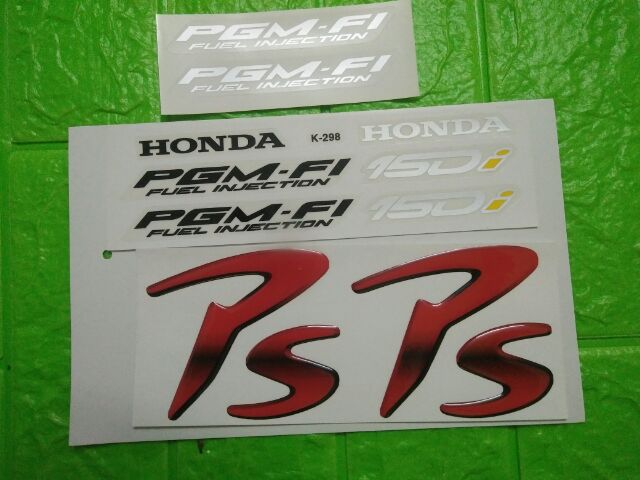 PGM-FI
FUEL INJECTION
PGM-FI
FUEL INJECTION
HONDA K-298 HONDA
PGM-FI 150i
FUEL INJECTION
PGM-FI 150i
FUEL INJECTION
PS PS